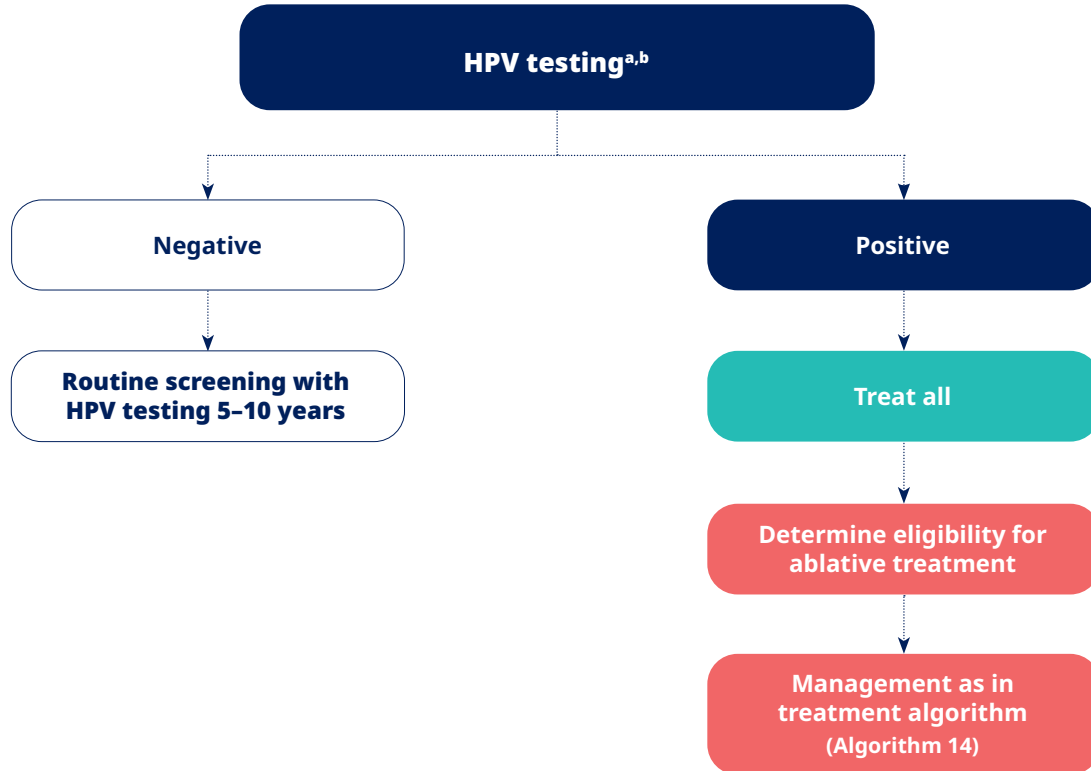 HPV testingᵃ,ᵇ
Negative
Positive
Routine screening with
HPV testing 5–10 years
Treat all
Determine eligibility for
ablative treatment
Management as in
treatment algorithm
(Algorithm 14)